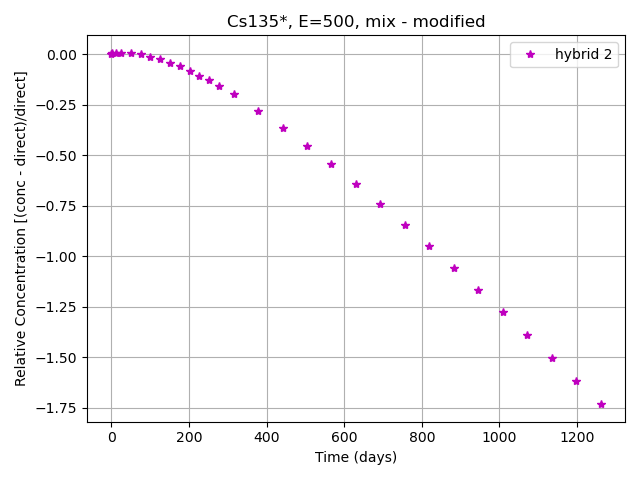 Cs135*, E=500, mix - modified
hybrid 2
0.00
−0.25
−0.50
−0.75
−1.00
−1.25
−1.50
−1.75
Relative Concentration [(conc - direct)/direct]
0 200 400 600 800 1000 1200
Time (days)